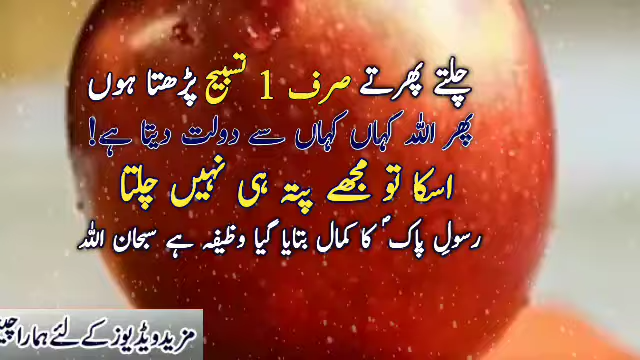 چلتے پھرتے صرف 1 تسبیح پڑھتا ہوں
پھر اللہ کہاں کہاں سے دولت دیتا ہے!
اسکا تو مجھے پتہ ہی نہیں چلتا
رسولِ پاکؐ کا کمال بتایا گیا وظیفہ ہے سبحان اللہ
مزید ویڈیوز کے لئے ہمارا